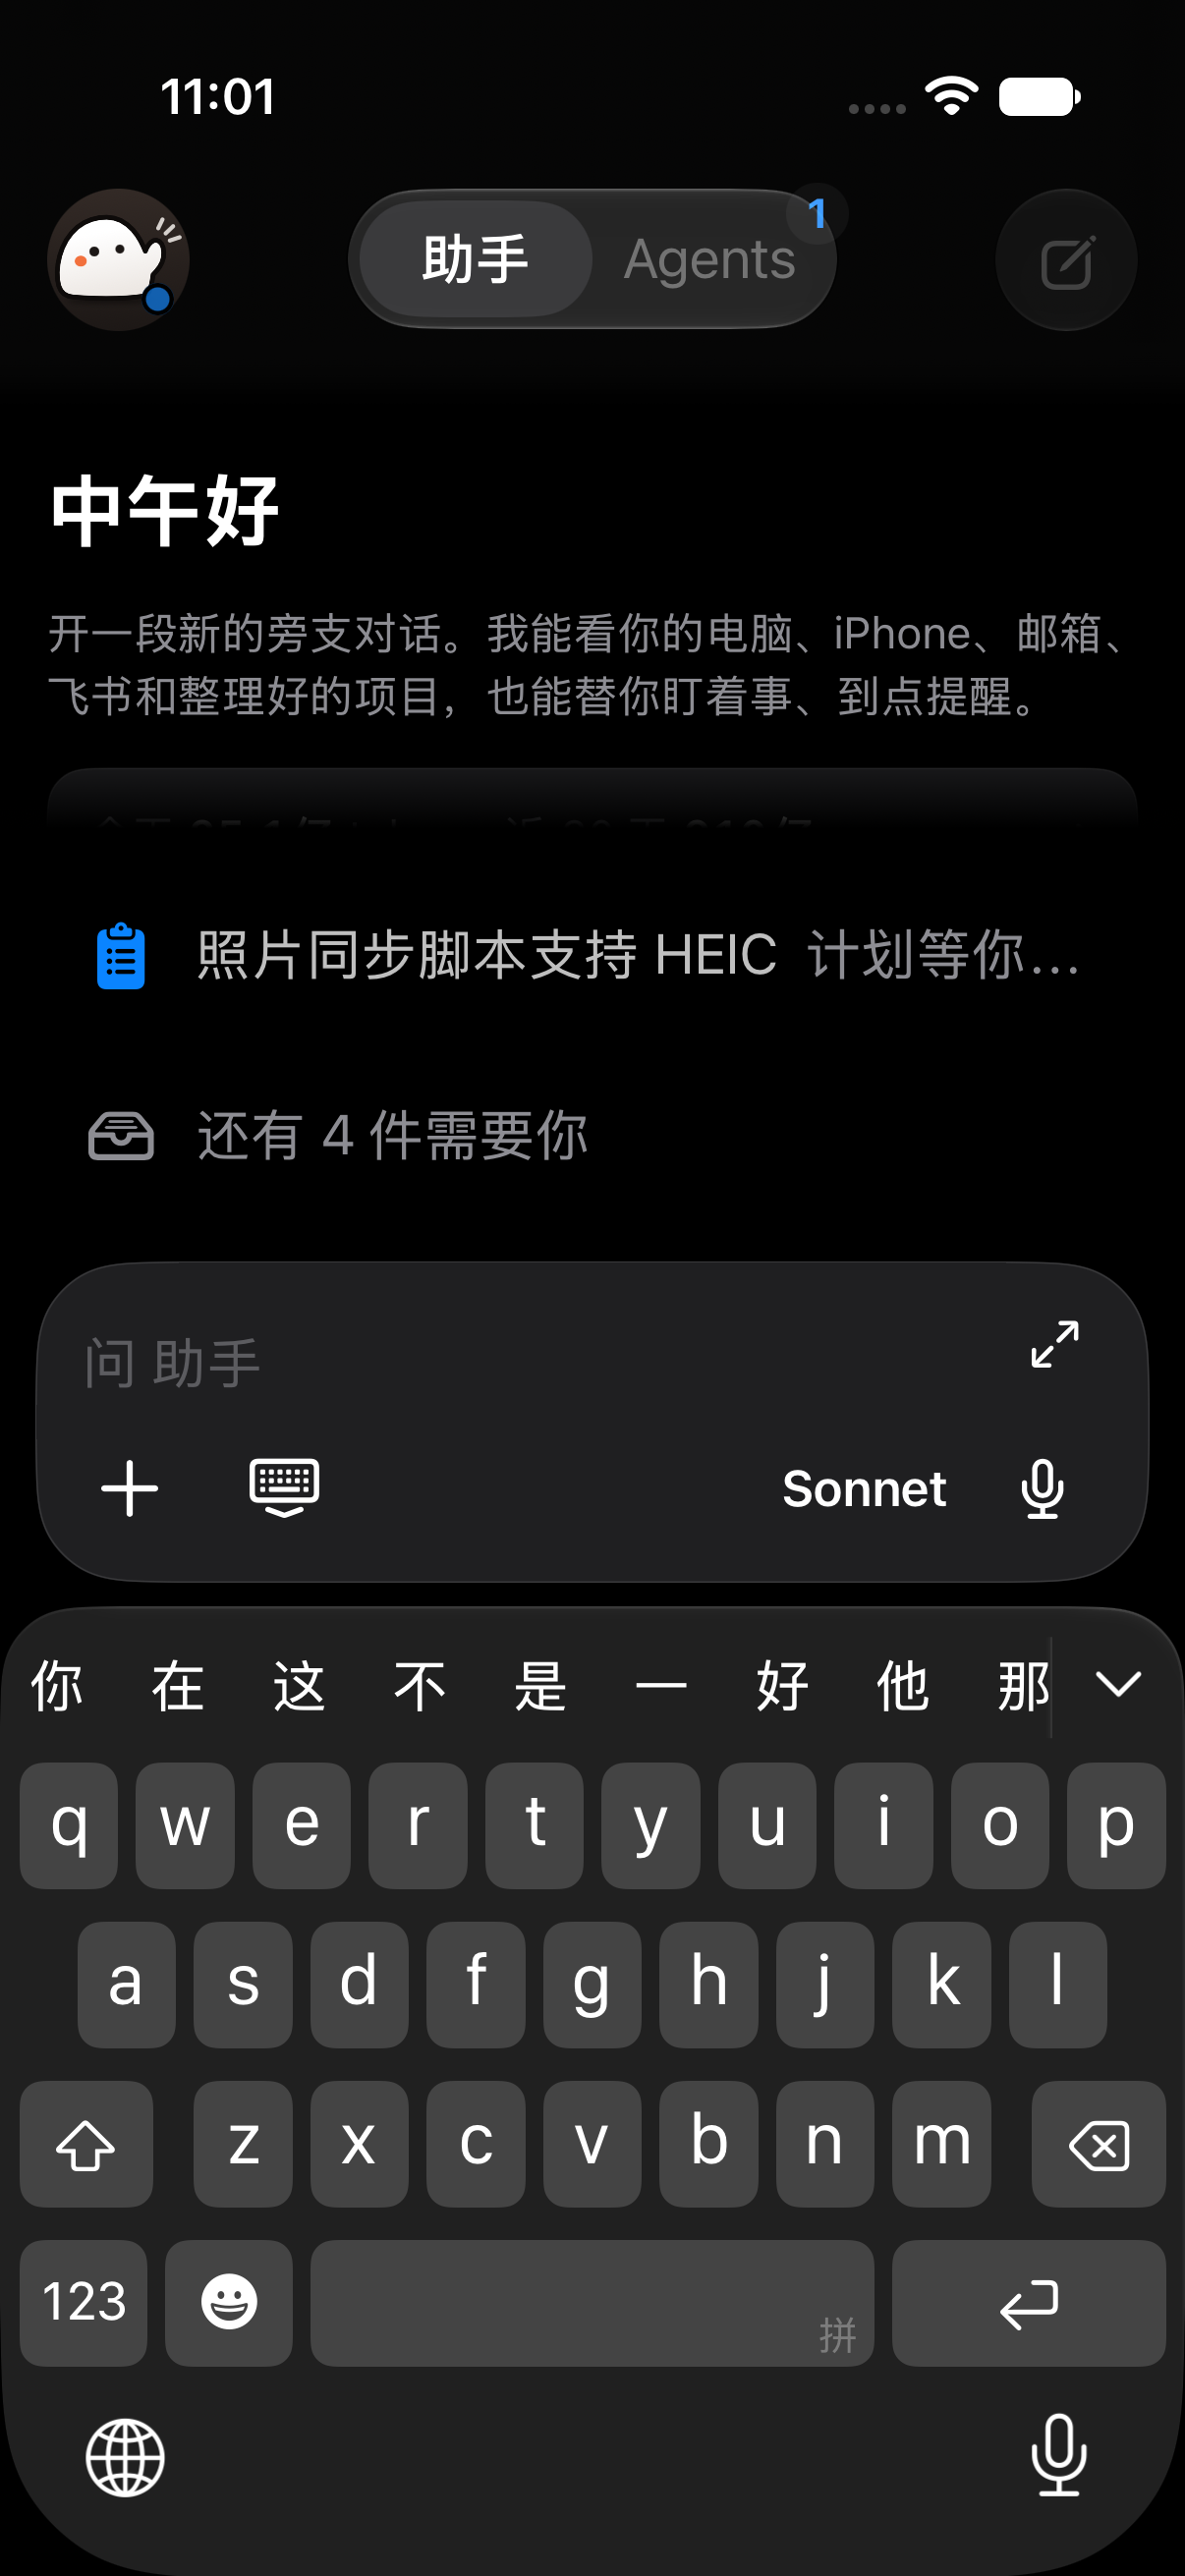 11:01
助手 Agents 1
中午好
开一段新的旁支对话。我能看你的电脑、iPhone、邮箱、
飞书和整理好的项目，也能替你盯着事、到点提醒。
照片同步脚本支持 HEIC 计划等你...
还有 4 件需要你
问 助手
Sonnet
你 在 这 不 是 一 好 他 那
q w e r t y u i o p
a s d f g h j k l
z x c v b n m
123 拼